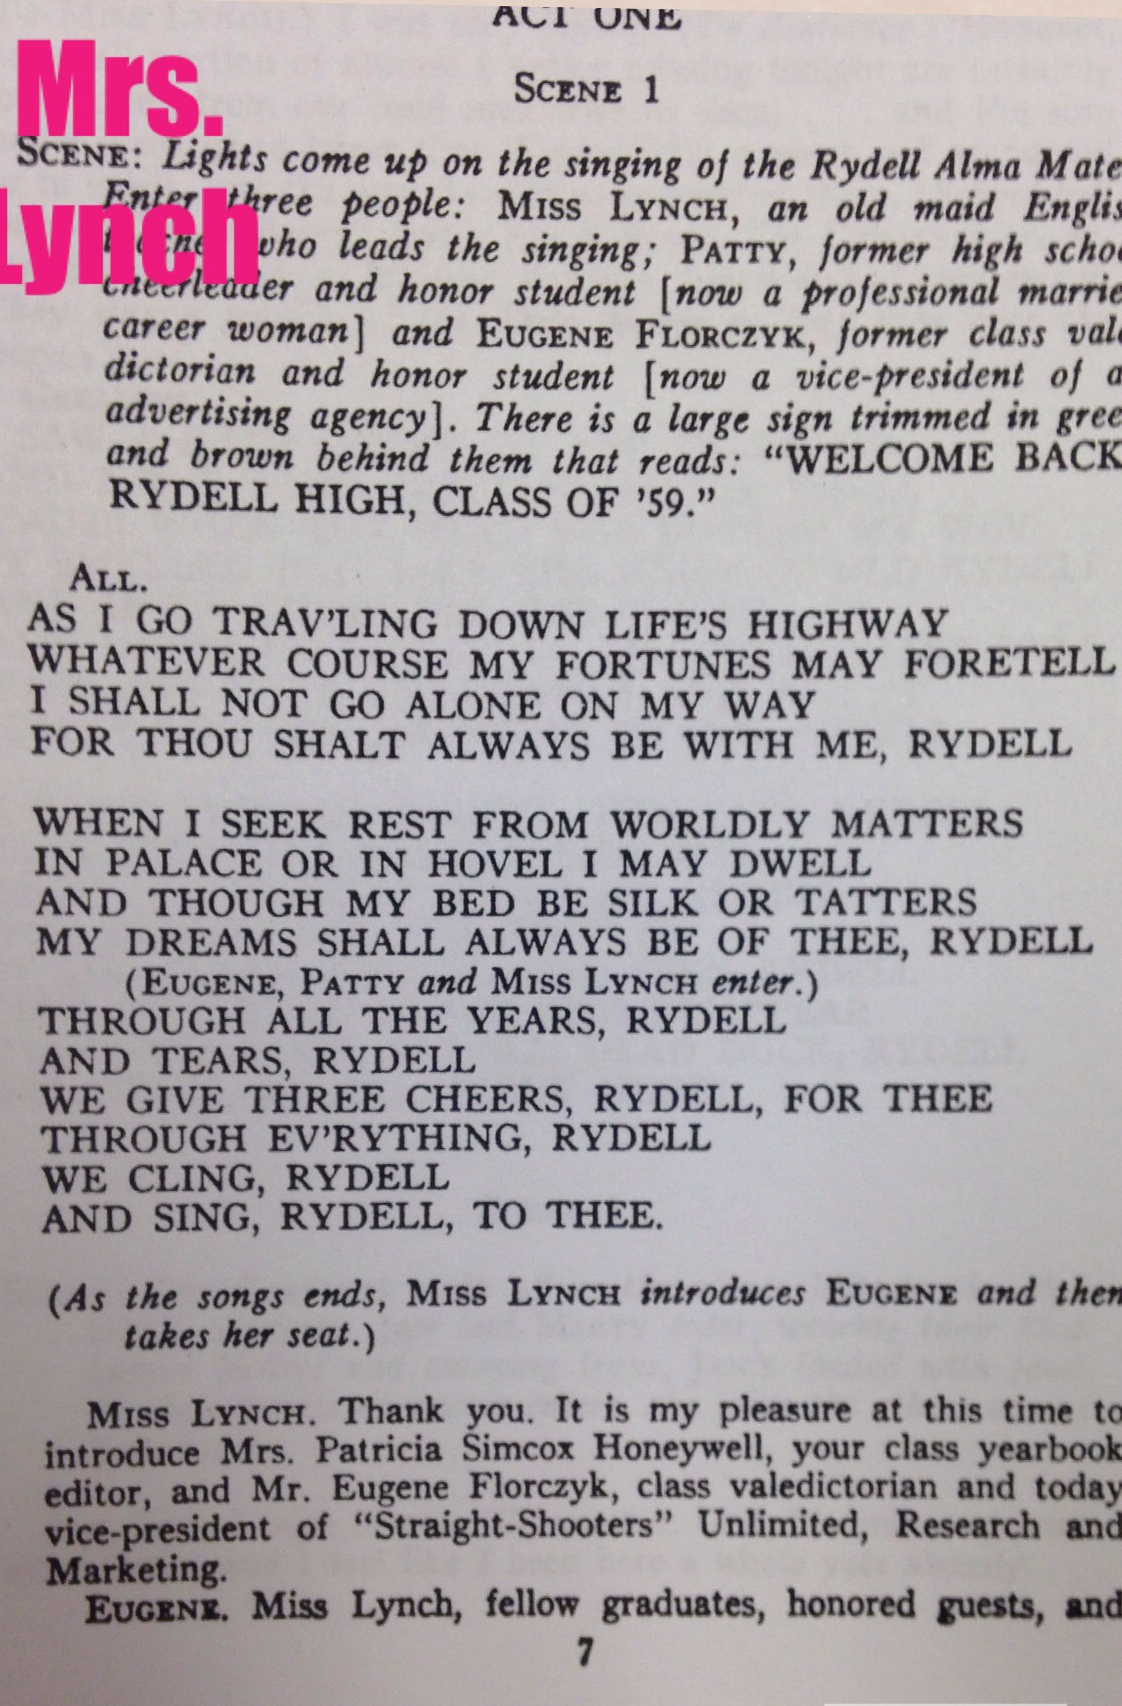 ACT ONE
SCENE 1
Mrs.
Lynch
SCENE: Lights come up on the singing of the Rydell Alma Mate
Enter three people: MISS LYNCH, an old maid Englis
who leads the singing; PATTY, former high schoo
cheerleader and honor student [now a professional marrie
career woman] and EUGENE FLORCZYK, former class vale
dictorian and honor student [now a vice-president of a
advertising agency]. There is a large sign trimmed in gree
and brown behind them that reads: “WELCOME BACK
RYDELL HIGH, CLASS OF ’59.”
ALL.
AS I GO TRAV’LING DOWN LIFE’S HIGHWAY
WHATEVER COURSE MY FORTUNES MAY FORETELL
I SHALL NOT GO ALONE ON MY WAY
FOR THOU SHALT ALWAYS BE WITH ME, RYDELL
WHEN I SEEK REST FROM WORLDLY MATTERS
IN PALACE OR IN HOVEL I MAY DWELL
AND THOUGH MY BED BE SILK OR TATTERS
MY DREAMS SHALL ALWAYS BE OF THEE, RYDELL
(EUGENE, PATTY and MISS LYNCH enter.)
THROUGH ALL THE YEARS, RYDELL
AND TEARS, RYDELL
WE GIVE THREE CHEERS, RYDELL, FOR THEE
THROUGH EV’RYTHING, RYDELL
WE CLING, RYDELL
AND SING, RYDELL, TO THEE.
(As the songs ends, MISS LYNCH introduces EUGENE and then
takes her seat.)
MISS LYNCH. Thank you. It is my pleasure at this time to
introduce Mrs. Patricia Simcox Honeywell, your class yearbook
editor, and Mr. Eugene Florczyk, class valedictorian and today
vice-president of “Straight-Shooters” Unlimited, Research and
Marketing.
EUGENE. Miss Lynch, fellow graduates, honored guests, and
7